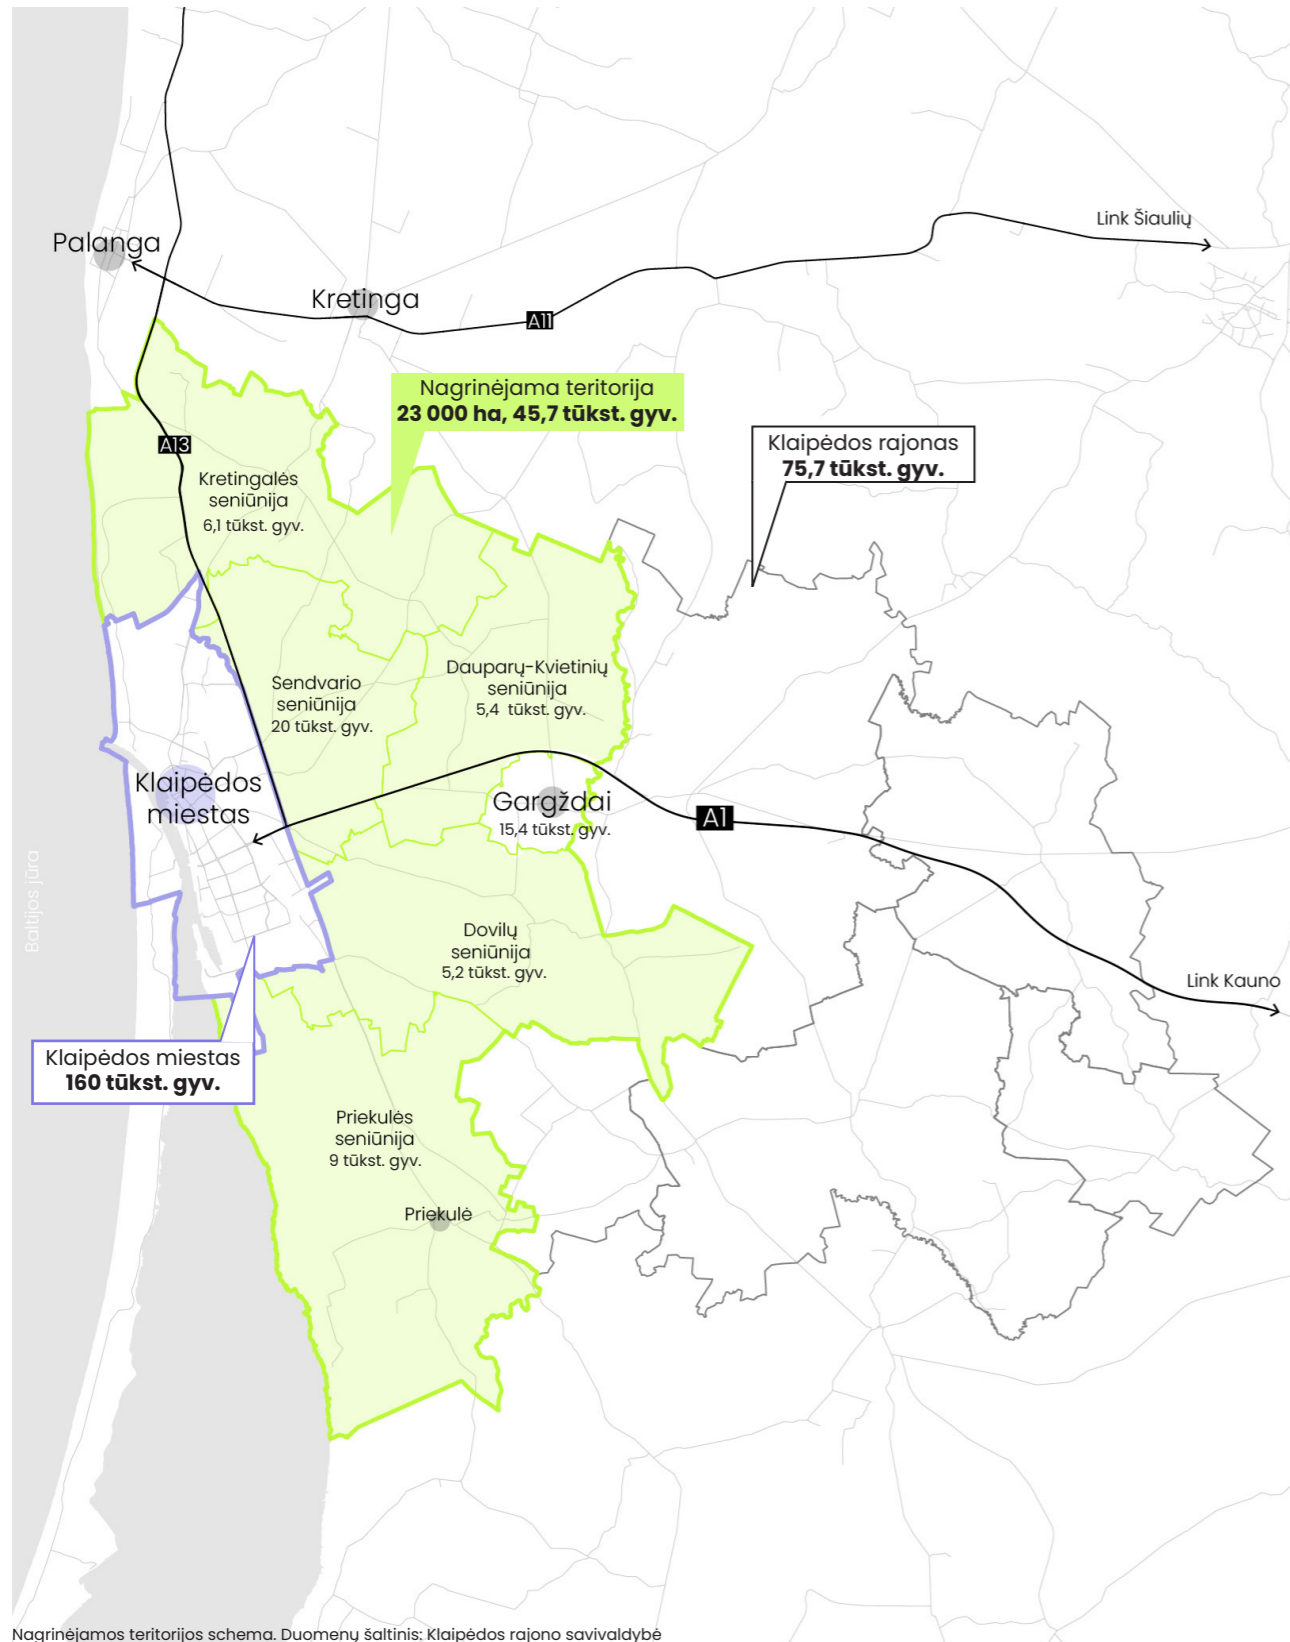 Link Šiaulių
Palanga
Kretinga
A11
Nagrinėjama teritorija
23 000 ha, 45,7 tūkst. gyv.
Klaipėdos rajonas
75,7 tūkst. gyv.
A13
Kretingalės
seniūnija
6,1 tūkst. gyv.
Dauparų-Kvietinių
seniūnija
5,4 tūkst. gyv.
Sendvario
seniūnija
20 tūkst. gyv.
Klaipėdos
miestas
Gargždai
15,4 tūkst. gyv.
A1
Baltijos jūra
Dovilų
seniūnija
5,2 tūkst. gyv.
Link Kauno
Klaipėdos miestas
160 tūkst. gyv.
Priekulės
seniūnija
9 tūkst. gyv.
Priekulė
Nagrinėjamos teritorijos schema. Duomenų šaltinis: Klaipėdos rajono savivaldybė